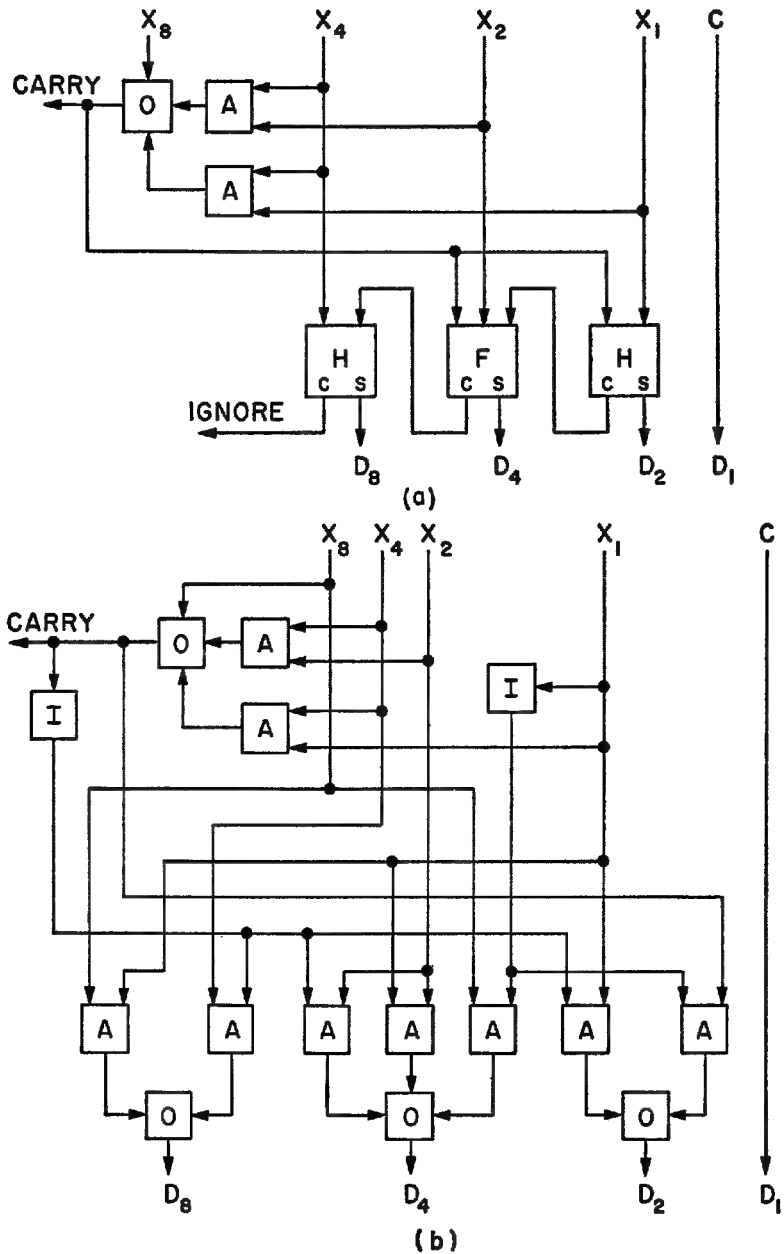 X₈ X₄ X₂ X₁ C
CARRY
O A
A
H F H
C S C S C S
IGNORE
D₈ D₄ D₂ D₁
(a)
X₈ X₄ X₂ X₁ C
CARRY
O A
I
I
A
A A A A A A A
O O O
D₈ D₄ D₂ D₁
(b)